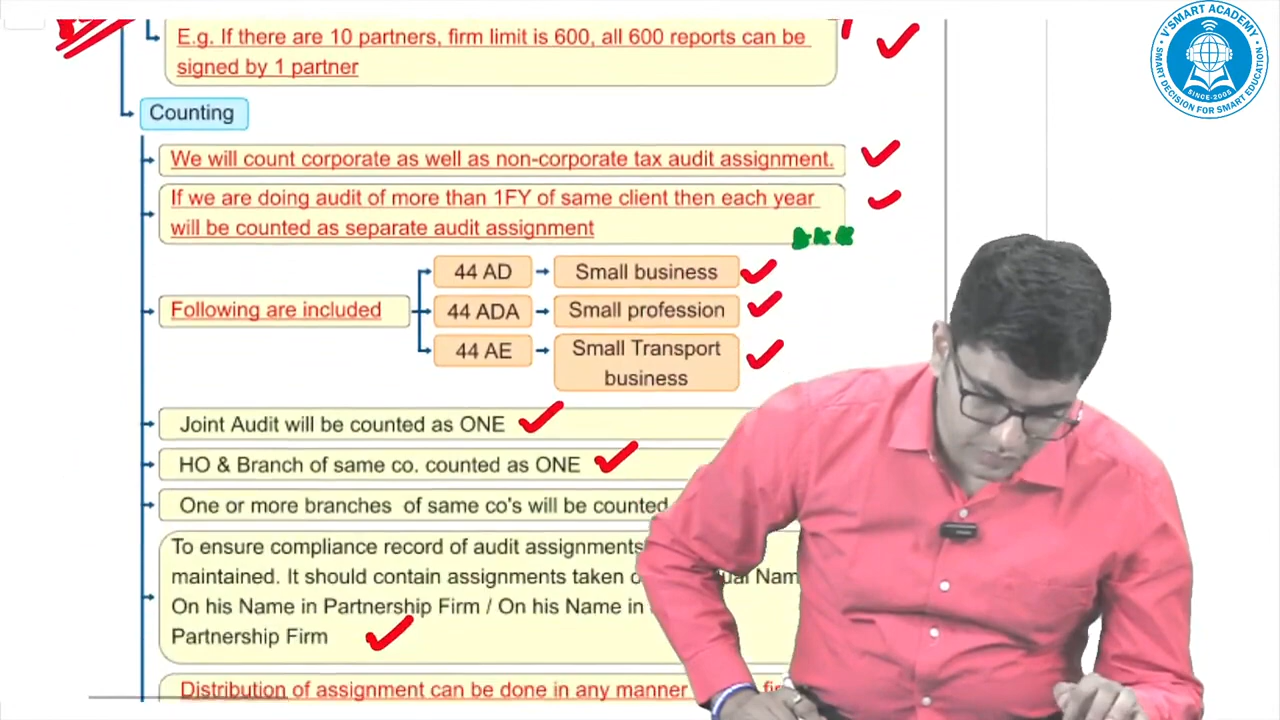 E.g. If there are 10 partners, firm limit is 600, all 600 reports can be
signed by 1 partner
Counting
We will count corporate as well as non-corporate tax audit assignment.
If we are doing audit of more than 1FY of same client then each year
will be counted as separate audit assignment
Following are included
44 AD
Small business
44 ADA
Small profession
44 AE
Small Transport
business
Joint Audit will be counted as ONE
HO & Branch of same co. counted as ONE
One or more branches of same co's will be counted
To ensure compliance record of audit assignments
maintained. It should contain assignments taken
Nam
On his Name in Partnership Firm / On his Name in
Partnership Firm
Distribution of assignment can be done in any manner
VSMART ACADEMY
SMART DECISION FOR SMART EDUCATION
SINCE-2005